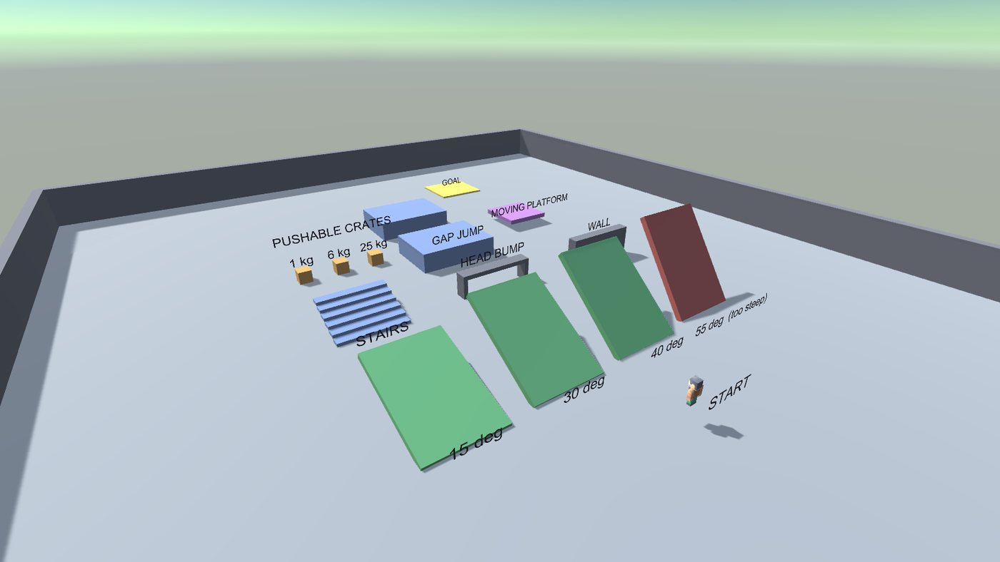 GOAL
MOVING PLATFORM
PUSHABLE CRATES
GAP JUMP
WALL
1 kg
6 kg
25 kg
HEAD BUMP
STAIRS
55 deg (too steep)
40 deg
30 deg
START
15 deg